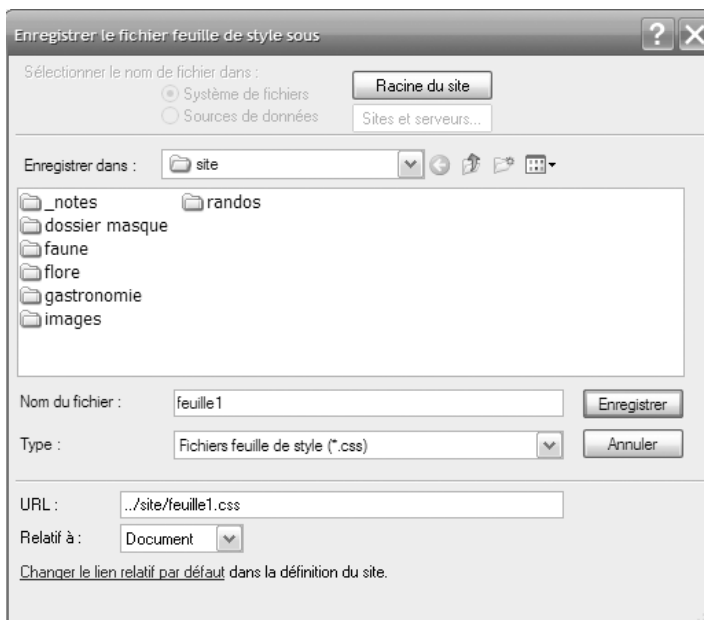 Enregistrer le fichier feuille de style sous
Sélectionner le nom de fichier dans :
Système de fichiers
Racine du site
Sources de données
Sites et serveurs...
Enregistrer dans : site
_notes randos
dossier masque
faune
flore
gastronomie
images
Nom du fichier : feuille1 Enregistrer
Type : Fichiers feuille de style (*.css) Annuler
URL : ../site/feuille1.css
Relatif à : Document
Changer le lien relatif par défaut dans la définition du site.